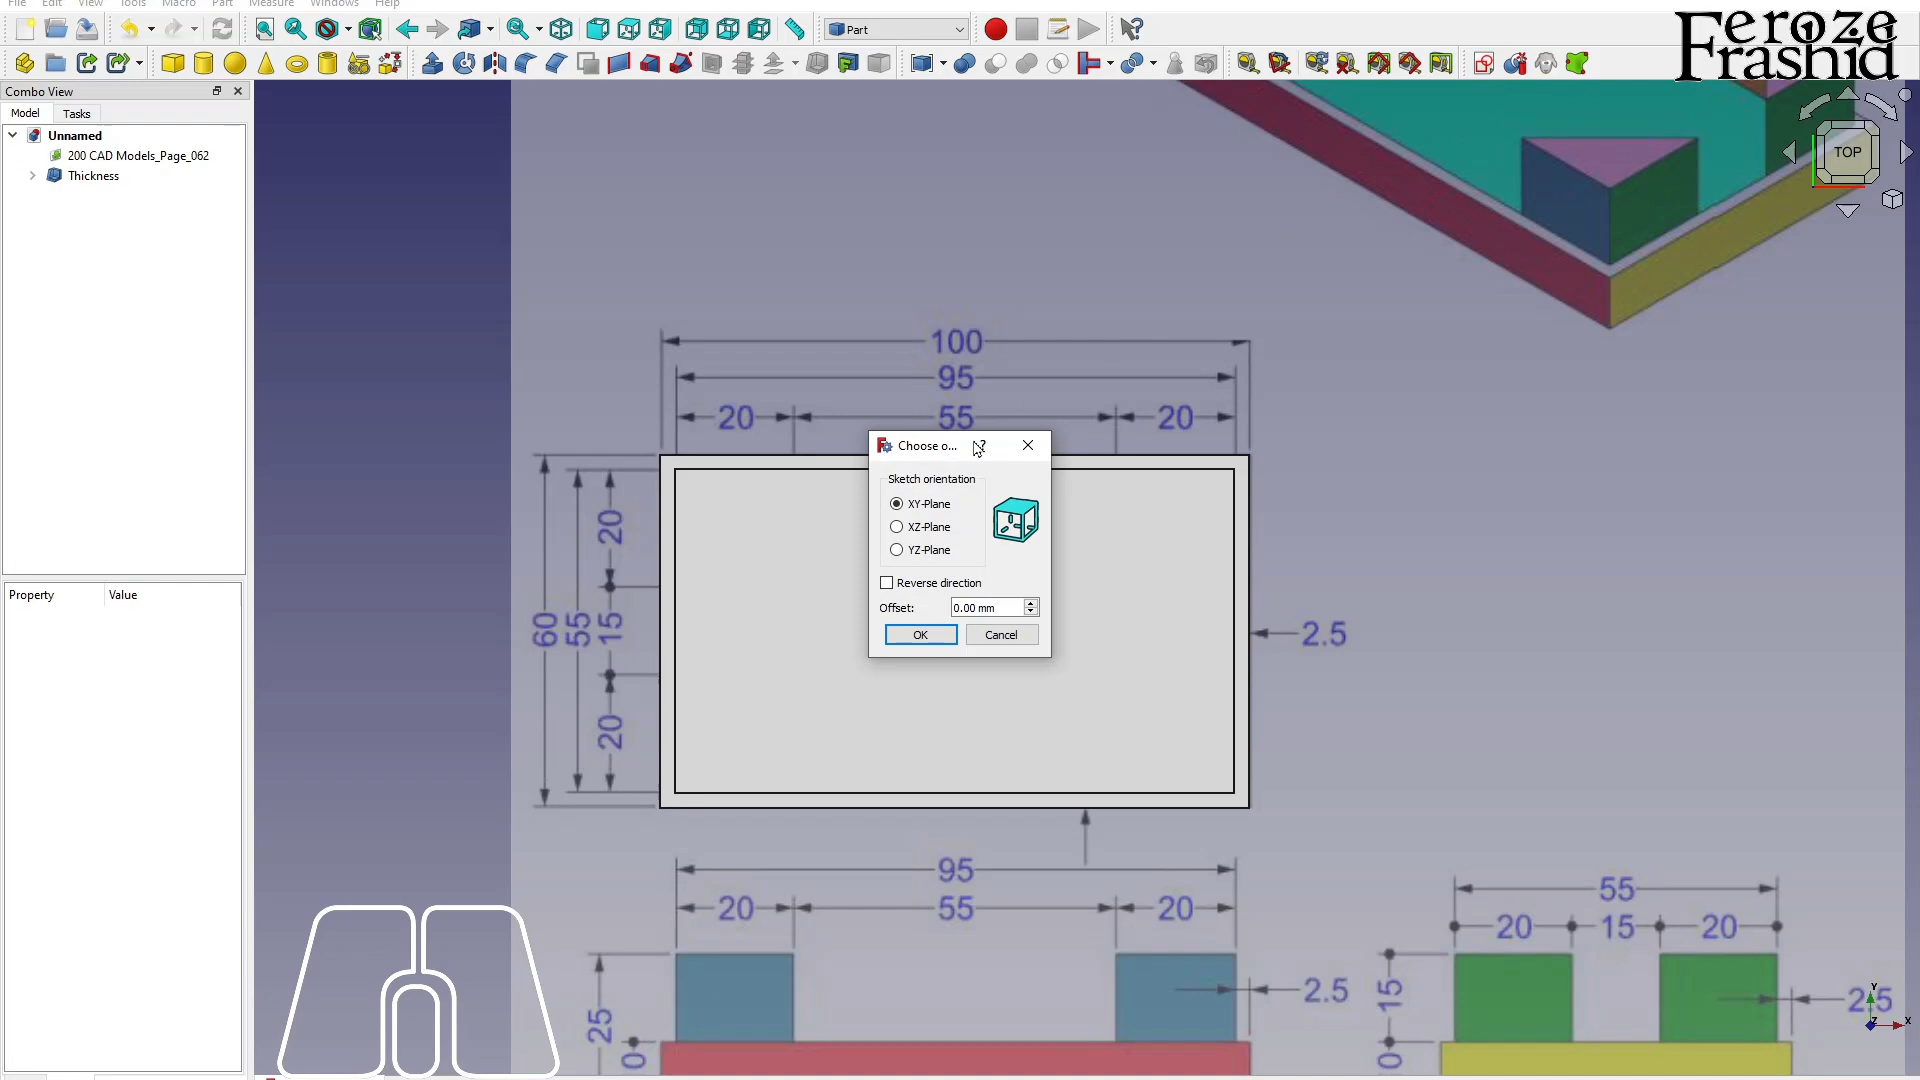 File Edit View Tools Macro Part Measure Windows Help
Part
Feroze
Frashid
Combo View
Model Tasks
Unnamed
200 CAD Models_Page_062
Thickness
Property Value
TOP
100
95
20 55 20
60
55
20
15
20
2.5
Choose o... ?
Sketch orientation
XY-Plane
XZ-Plane
YZ-Plane
Reverse direction
Offset: 0.00 mm
OK Cancel
95
20 55 20
25
2.5
55
20 15 20
15
2.5
0
0
Y
Z
X